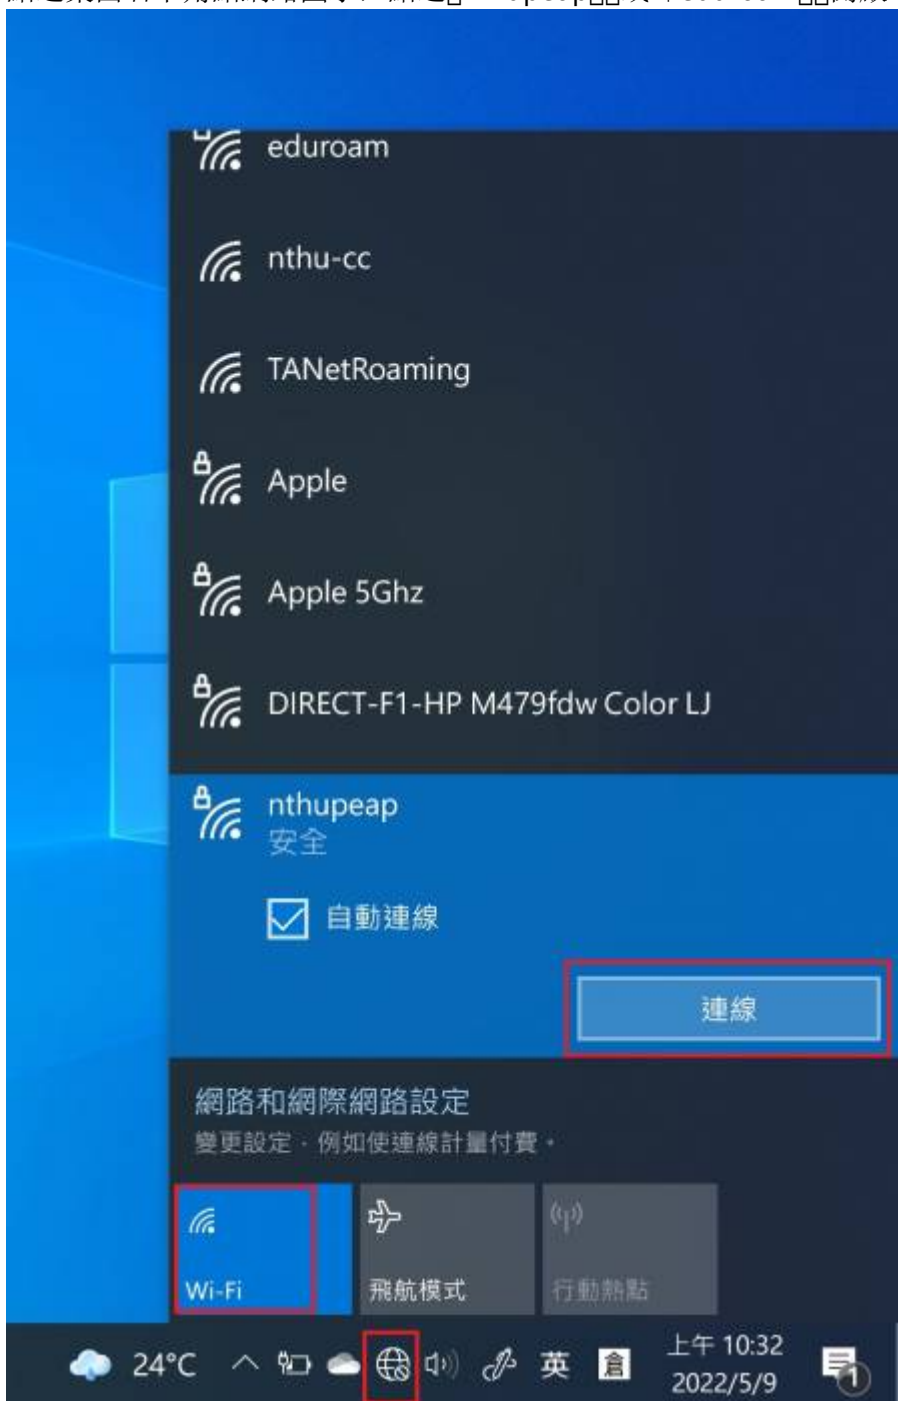 eduroam
nthu-cc
TANetRoaming
Apple
Apple 5Ghz
DIRECT-F1-HP M479fdw Color LJ
nthupeap
安全
自動連線
連線
網路和網際網路設定
變更設定，例如使連線計量付費。
Wi-Fi
飛航模式
行動熱點
24°C
英
倉
上午 10:32
2022/5/9
1